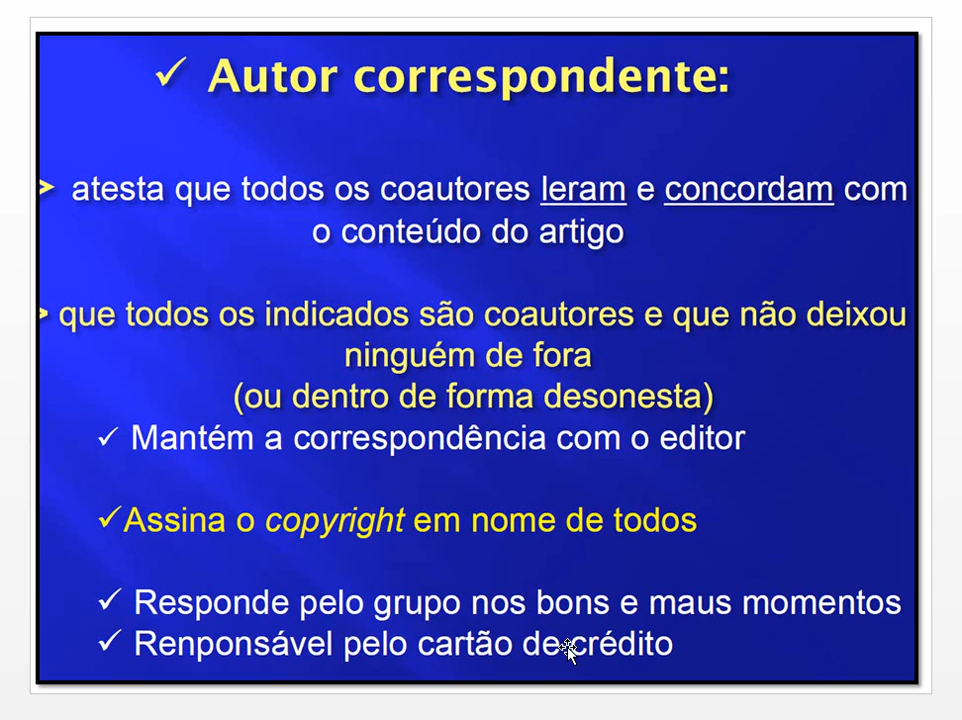 ✓ Autor correspondente:
➢ atesta que todos os coautores leram e concordam com
o conteúdo do artigo
➢ que todos os indicados são coautores e que não deixou
ninguém de fora
(ou dentro de forma desonesta)
✓ Mantém a correspondência com o editor
✓Assina o copyright em nome de todos
✓ Responde pelo grupo nos bons e maus momentos
✓ Renponsável pelo cartão de crédito